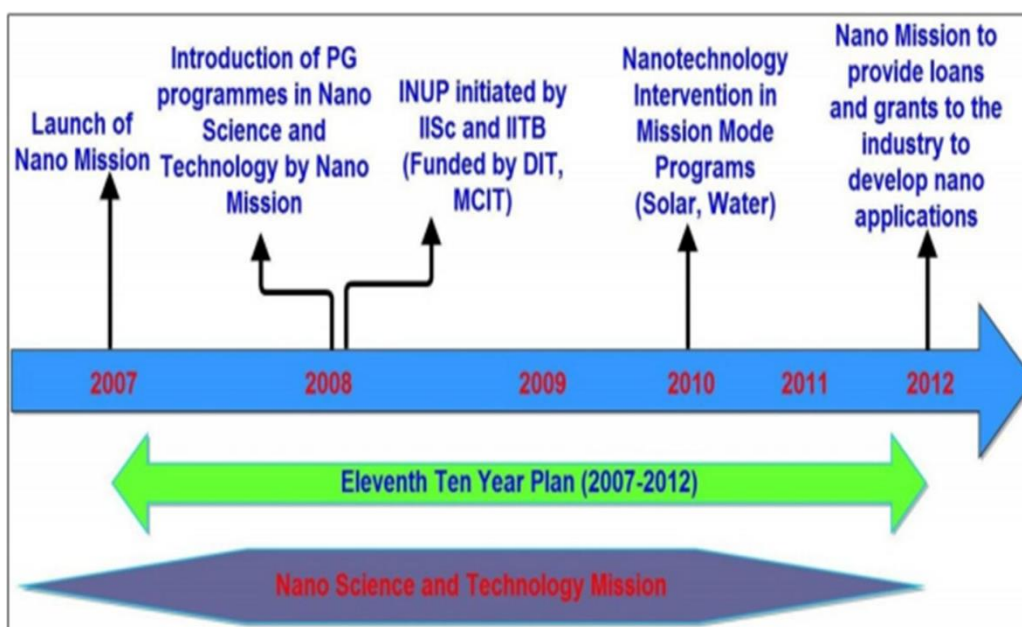 Launch of
Nano Mission
Introduction of PG
programmes in Nano
Science and
Technology by Nano
Mission
INUP initiated by
IISc and IITB
(Funded by DIT,
MCIT)
Nanotechnology
Intervention in
Mission Mode
Programs
(Solar, Water)
Nano Mission to
provide loans
and grants to the
industry to
develop nano
applications
2007
2008
2009
2010
2011
2012
Eleventh Ten Year Plan (2007-2012)
Nano Science and Technology Mission